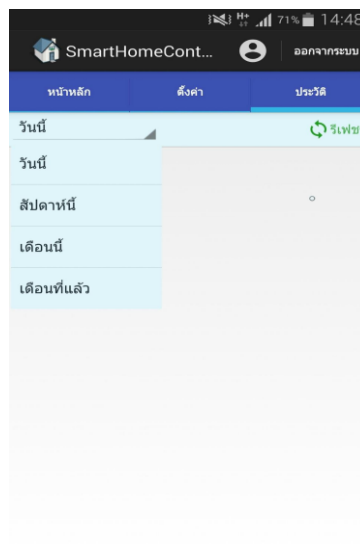 71% 14:48
SmartHomeCont... ออกจากระบบ
หน้าหลัก ตั้งค่า ประวัติ
วันนี้ รีเฟรช
วันนี้
สัปดาห์นี้
เดือนนี้
เดือนที่แล้ว